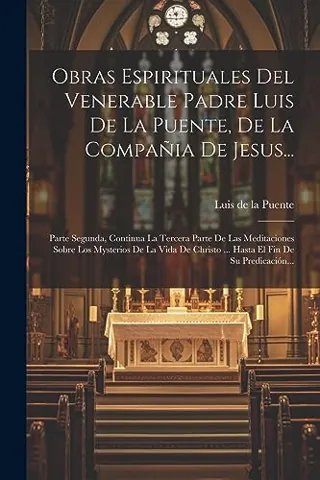 Obras Espirituales Del
Venerable Padre Luis
De La Puente, De La
Compañia De Jesus...
Luis de la Puente
Parte Segunda, Continua La Tercera Parte De Las Meditaciones
Sobre Los Mysterios De La Vida De Christo ... Hasta El Fin De
Su Predicación...